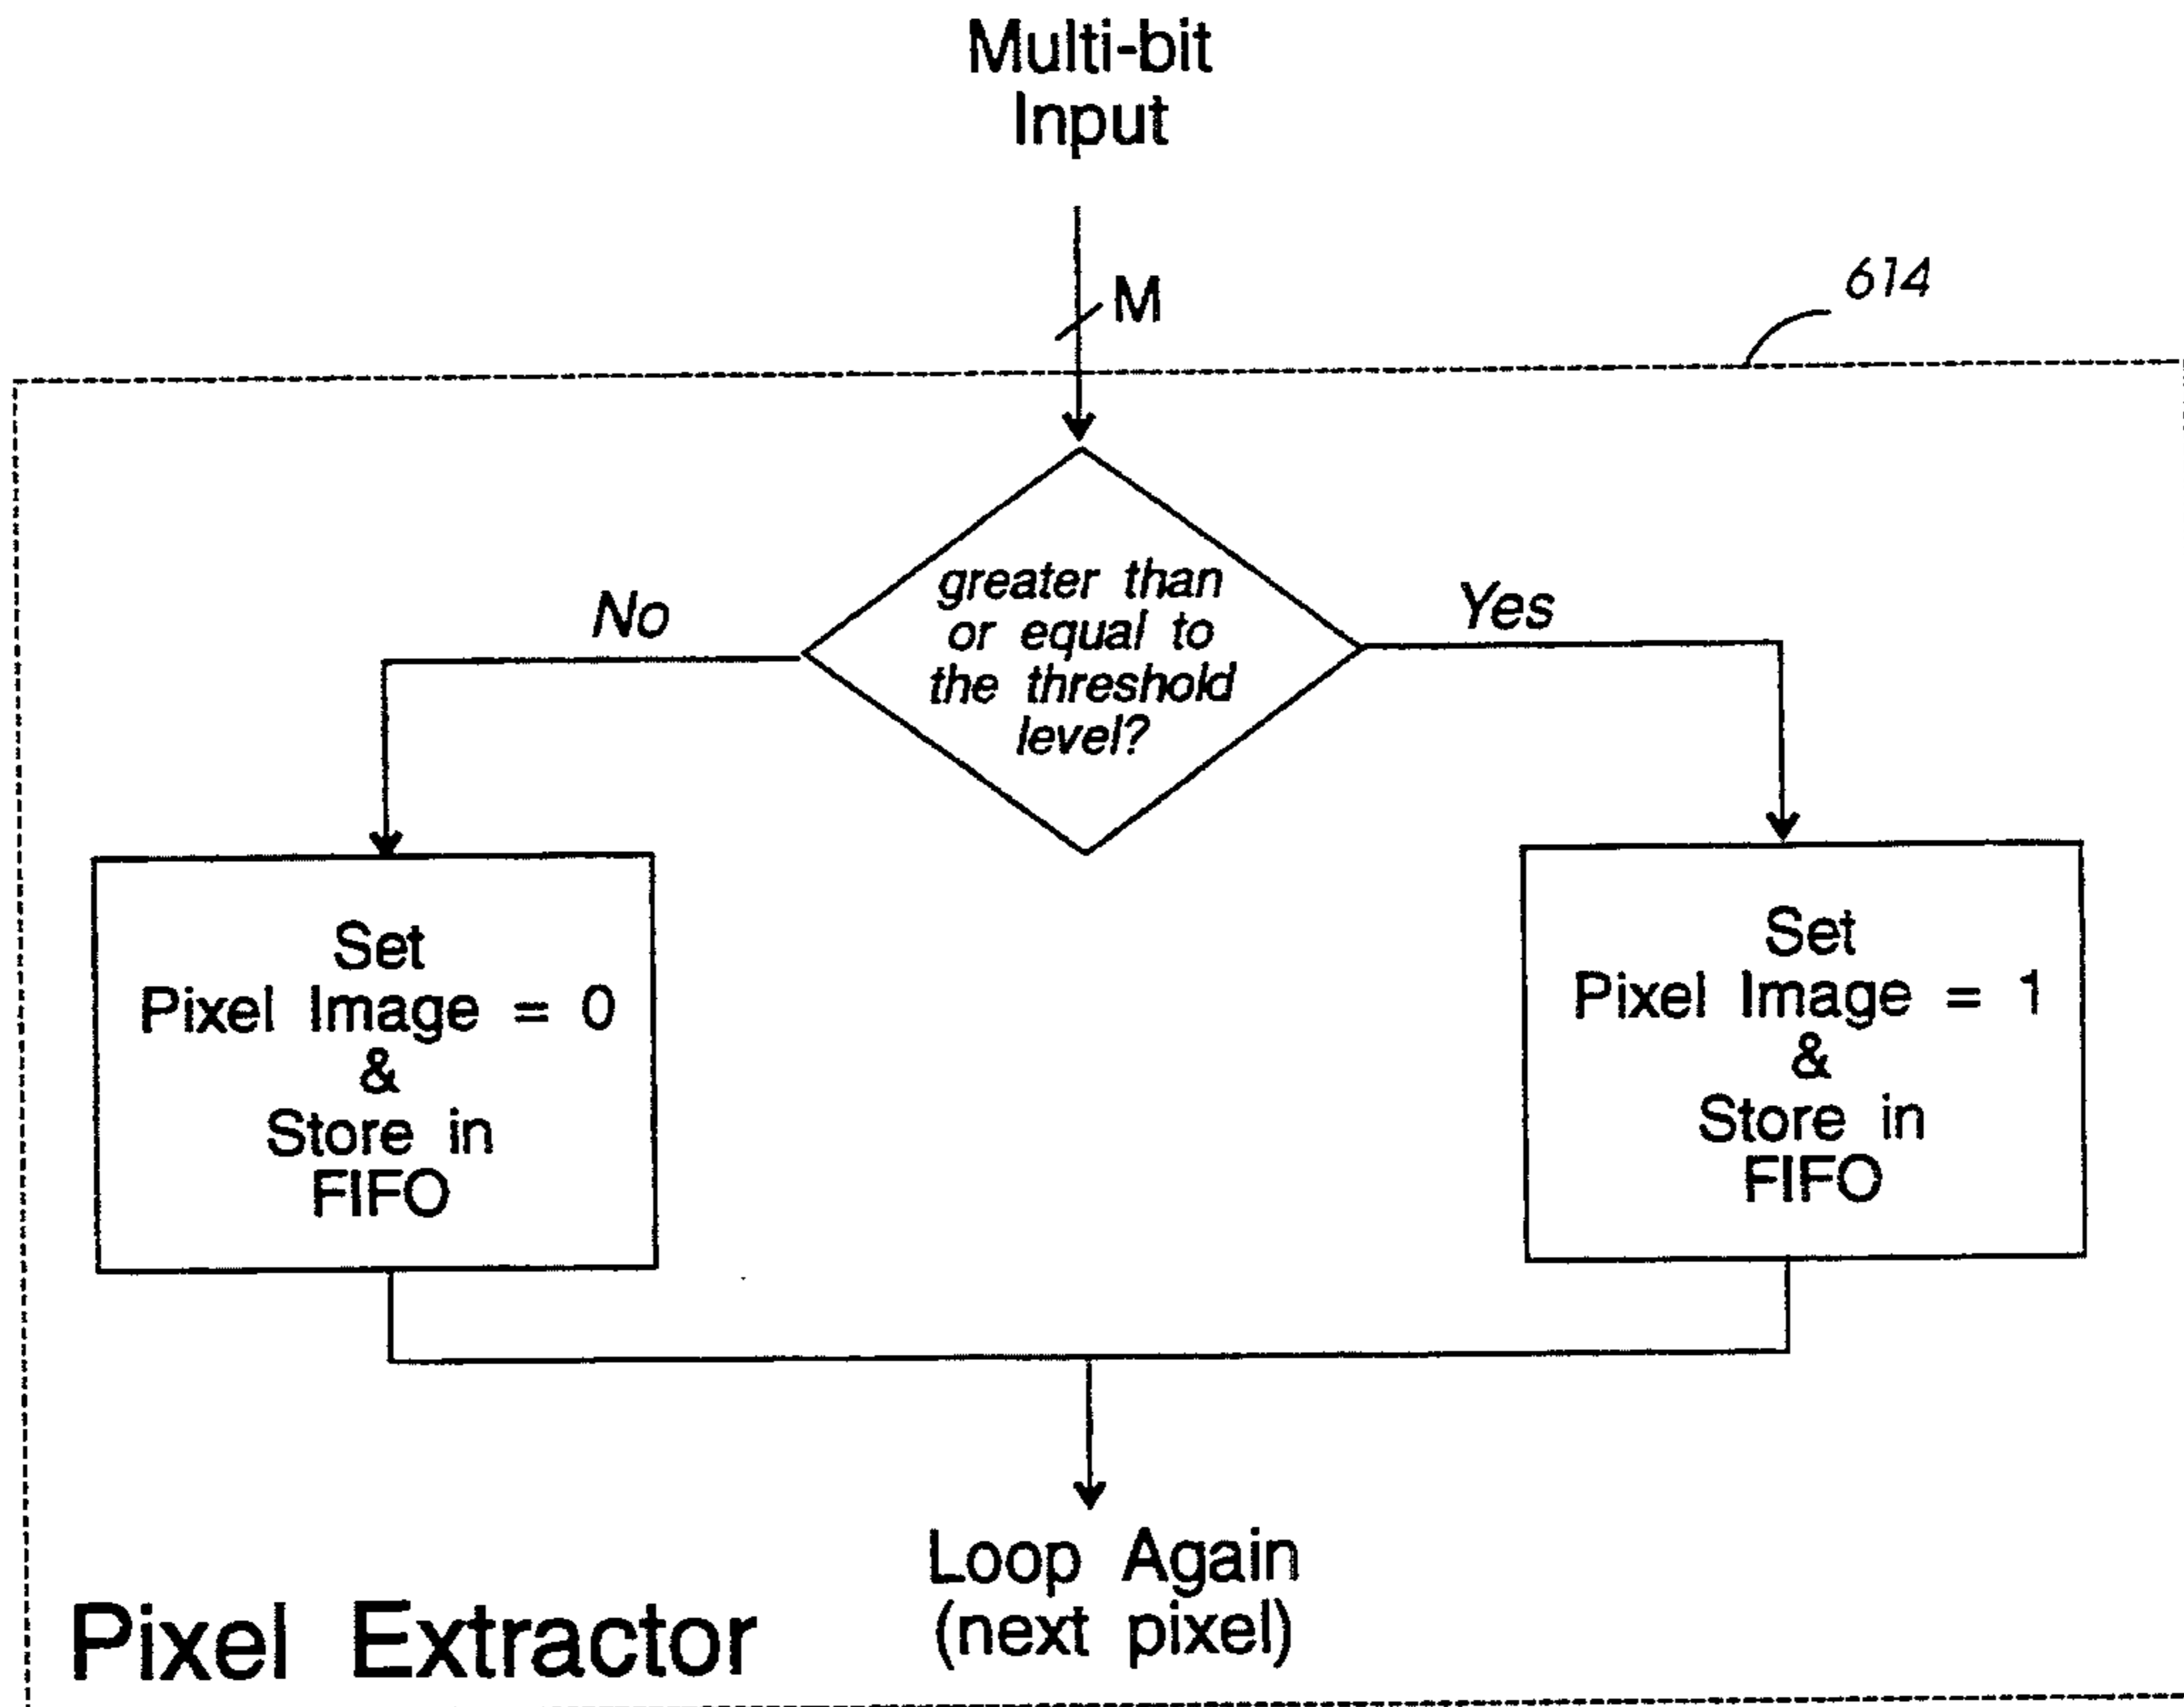 Multi-bit
Input
M
614
greater than
or equal to
the threshold
level?
No
Yes
Set
Pixel Image = 0
&
Store in
FIFO
Set
Pixel Image = 1
&
Store in
FIFO
Loop Again
(next pixel)
Pixel Extractor